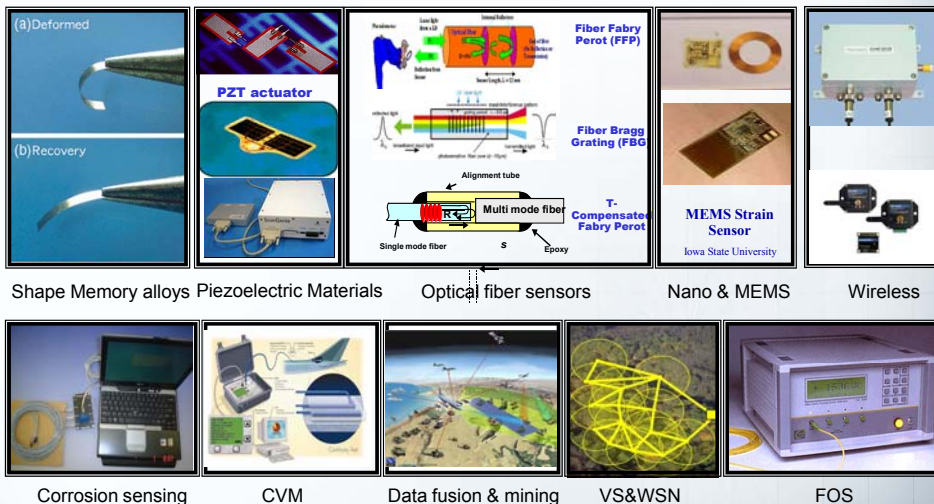 (a) Deformed
(b) Recovery
PZT actuator
Optical fiber
Fiber Fabry
Perot (FFP)
Fiber Bragg
Grating (FBG
Alignment tube
R
Multi mode fiber
Single mode fiber
s
Epoxy
T-
Compensated
Fabry Perot
MEMS Strain
Sensor
Iowa State University
Shape Memory alloys
Piezoelectric Materials
Optical fiber sensors
Nano & MEMS
Wireless
Corrosion sensing
CVM
Data fusion & mining
VS&WSN
FOS